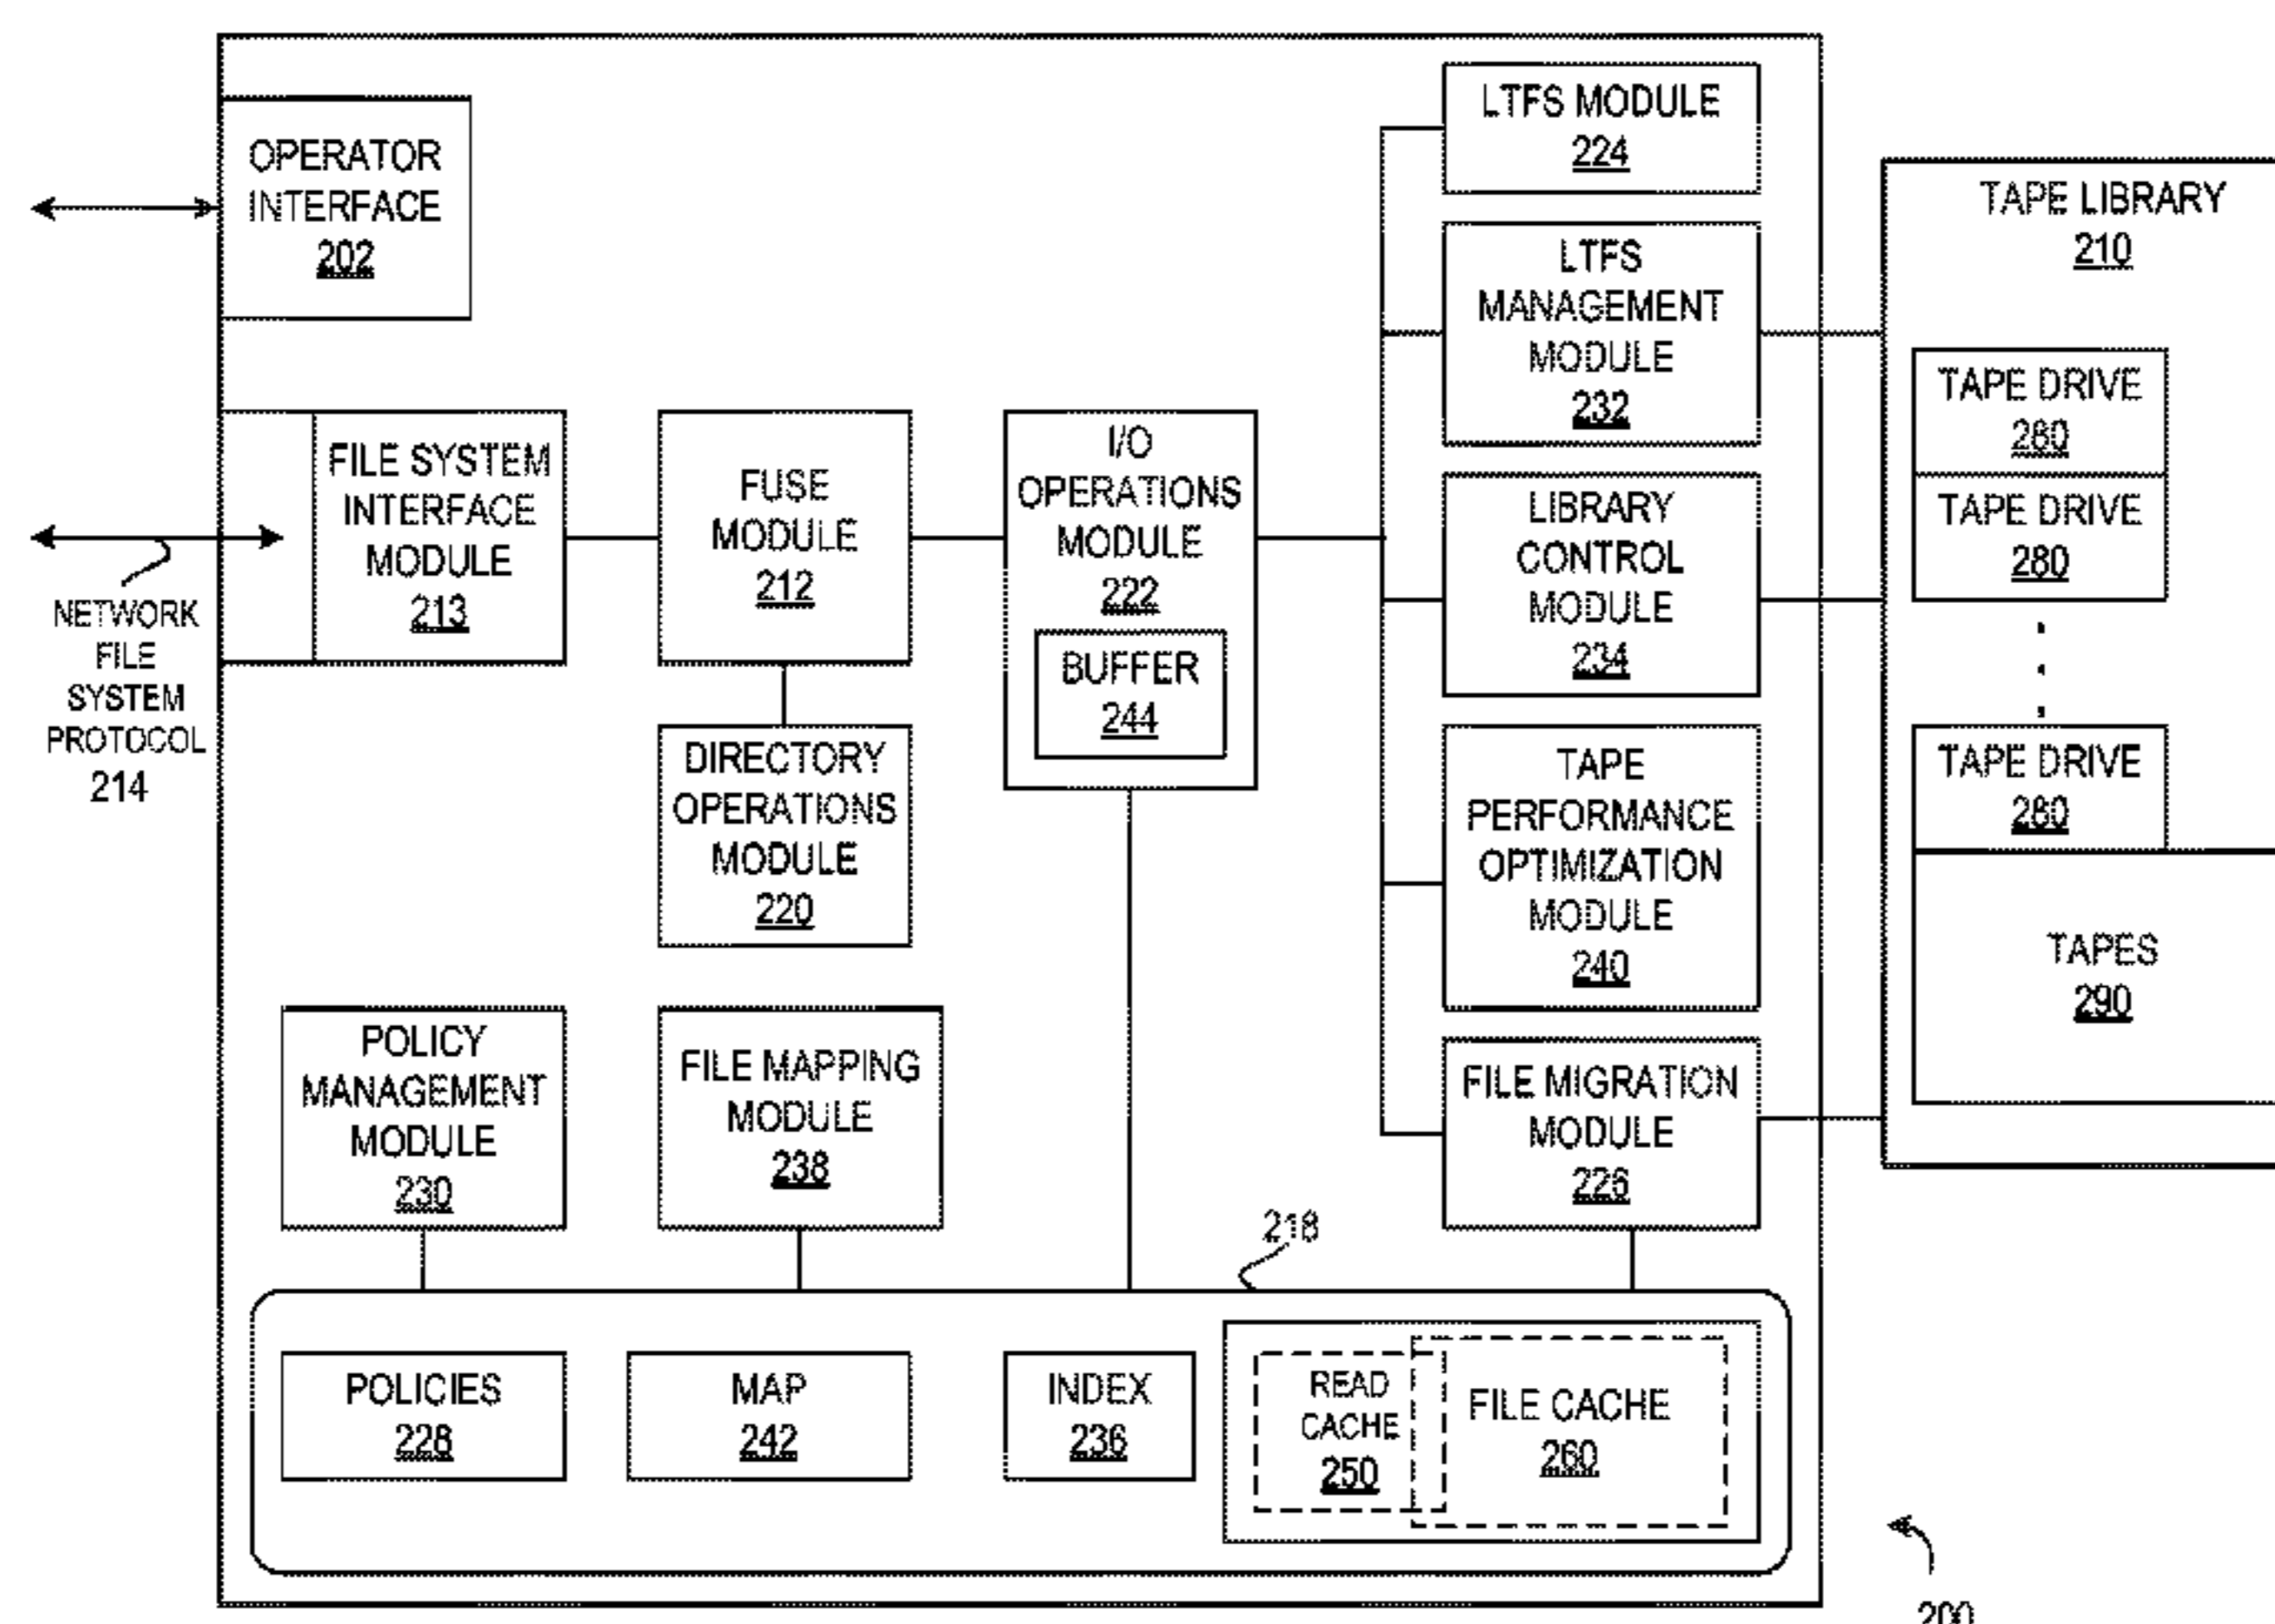 OPERATOR
INTERFACE
202
FILE SYSTEM
INTERFACE
MODULE
213
NETWORK
FILE
SYSTEM
PROTOCOL
214
FUSE
MODULE
212
DIRECTORY
OPERATIONS
MODULE
220
I/O
OPERATIONS
MODULE
222
BUFFER
244
LTFS MODULE
224
LTFS
MANAGEMENT
MODULE
232
LIBRARY
CONTROL
MODULE
234
TAPE
PERFORMANCE
OPTIMIZATION
MODULE
240
FILE MIGRATION
MODULE
226
TAPE LIBRARY
210
TAPE DRIVE
280
TAPE DRIVE
280
TAPE DRIVE
280
TAPES
290
POLICY
MANAGEMENT
MODULE
230
FILE MAPPING
MODULE
238
218
POLICIES
228
MAP
242
INDEX
236
READ
CACHE
250
FILE CACHE
260
200